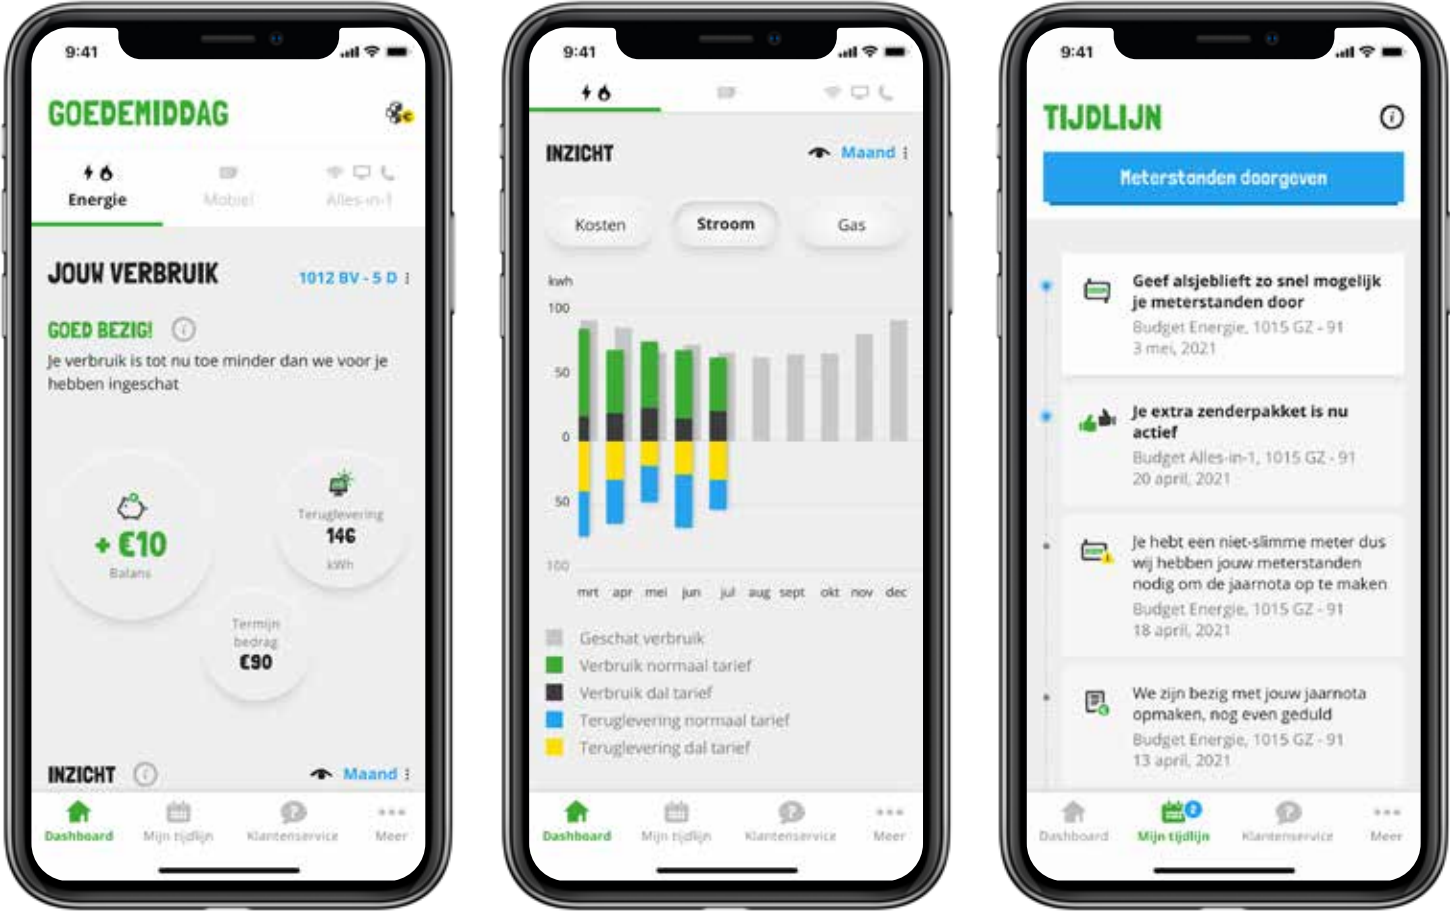 9:41
GOEDEMIDDAG
Energie
Mobiel
Alles-in-1
JOUW VERBRUIK
1012 BV - 5 D
GOED BEZIG!
Je verbruik is tot nu toe minder dan we voor je
hebben ingeschat
+ €10
Balans
Teruglevering
146
kWh
Termijn
bedrag
€90
INZICHT
Maand
Dashboard
Mijn tijdlijn
Klantenservice
Meer
9:41
INZICHT
Maand
Kosten
Stroom
Gas
kwh
100
50
0
50
100
mrt apr mei jun jul aug sept okt nov dec
Geschat verbruik
Verbruik normaal tarief
Verbruik dal tarief
Teruglevering normaal tarief
Teruglevering dal tarief
Dashboard
Mijn tijdlijn
Klantenservice
Meer
9:41
TIJDLIJN
Meterstanden doorgeven
Geef alsjeblieft zo snel mogelijk
je meterstanden door
Budget Energie, 1015 GZ - 91
3 mei, 2021
Je extra zenderpakket is nu
actief
Budget Alles-in-1, 1015 GZ - 91
20 april, 2021
Je hebt een niet-slimme meter dus
wij hebben jouw meterstanden
nodig om de jaarnota op te maken
Budget Energie, 1015 GZ - 91
18 april, 2021
We zijn bezig met jouw jaarnota
opmaken, nog even geduld
Budget Energie, 1015 GZ - 91
13 april, 2021
2
Dashboard
Mijn tijdlijn
Klantenservice
Meer